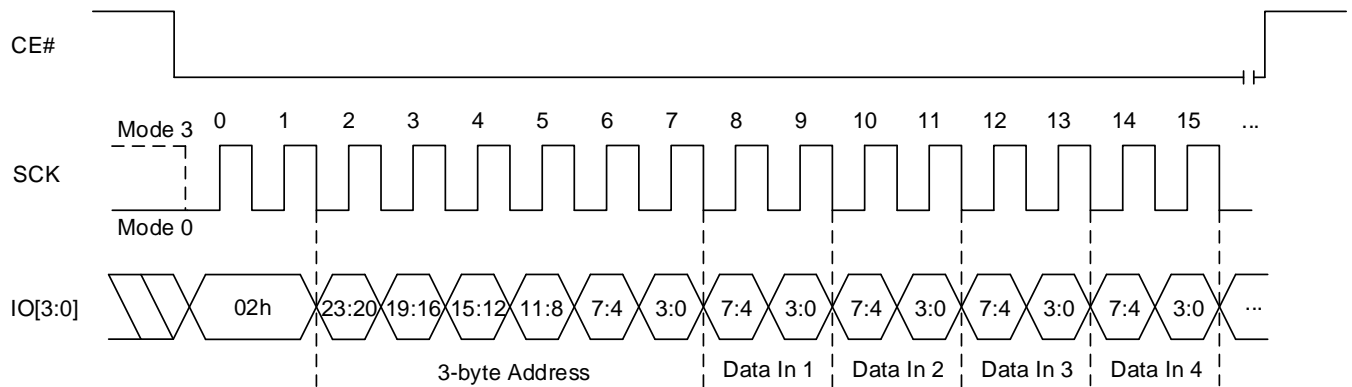 CE#
Mode 3 0 1 2 3 4 5 6 7 8 9 10 11 12 13 14 15 ...
SCK
Mode 0
IO[3:0] 02h 23:20 19:16 15:12 11:8 7:4 3:0 7:4 3:0 7:4 3:0 7:4 3:0 7:4 3:0 ...
3-byte Address Data In 1 Data In 2 Data In 3 Data In 4